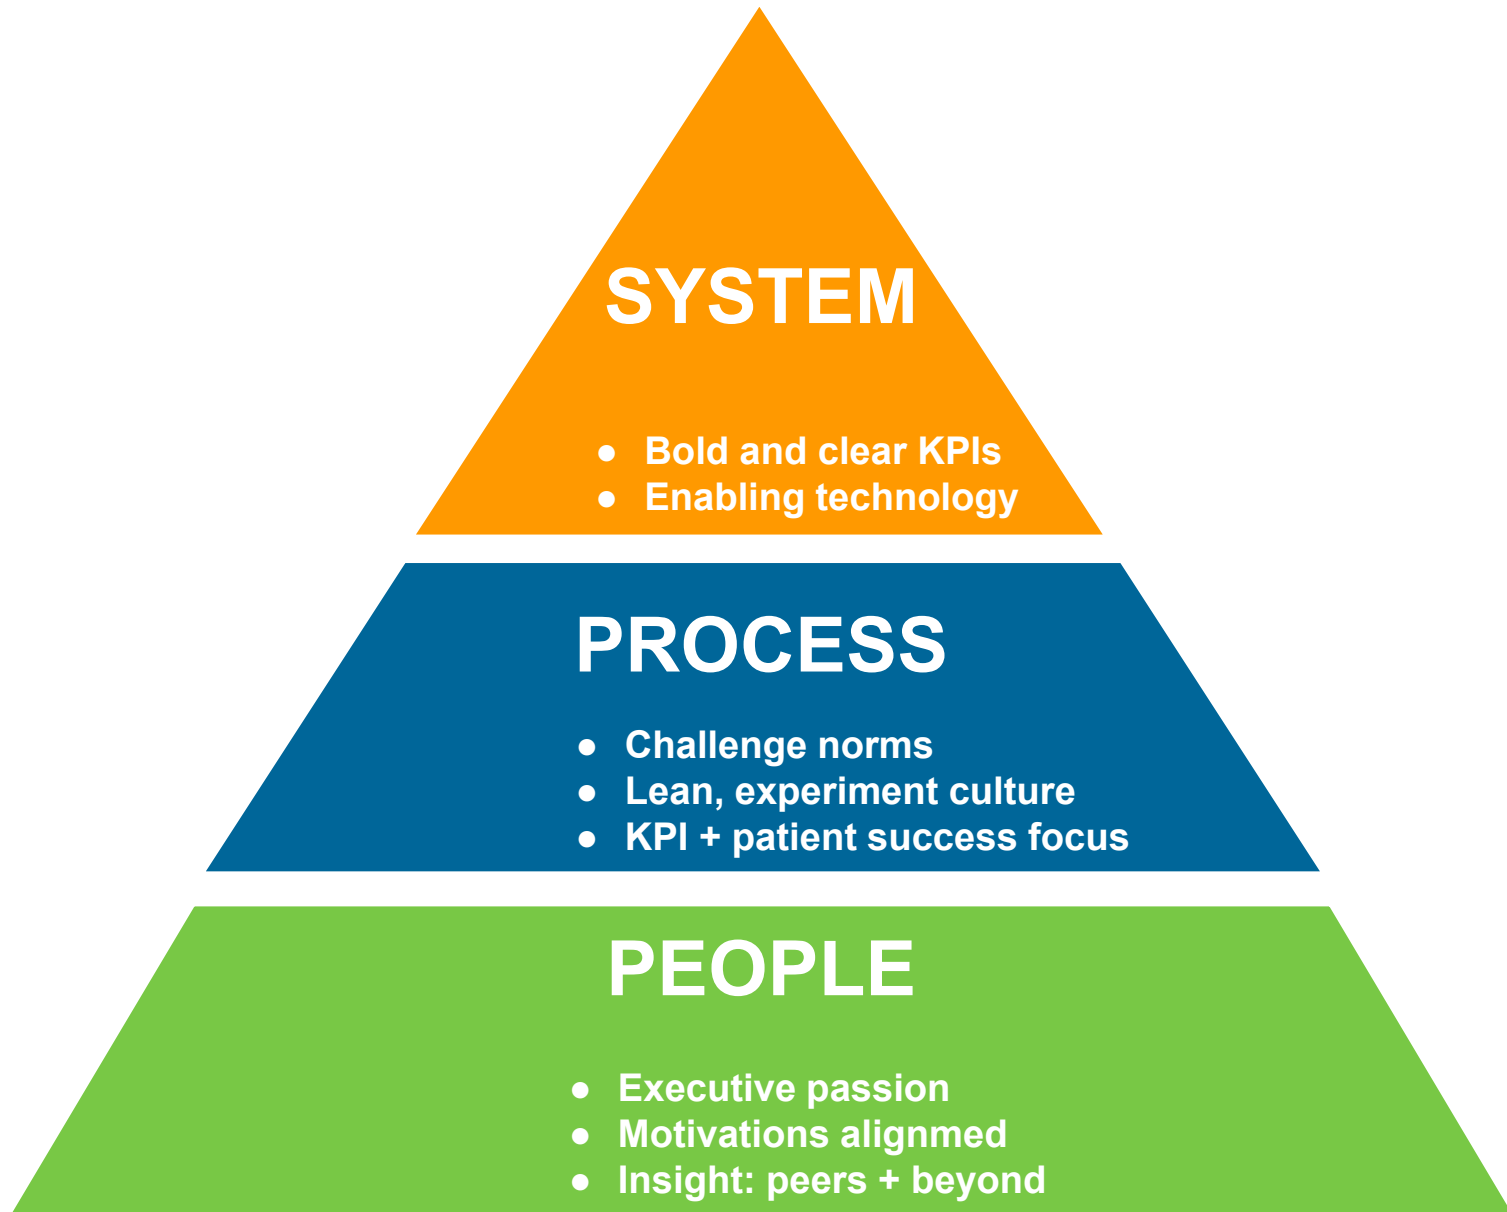 SYSTEM
● Bold and clear KPIs
● Enabling technology
PROCESS
● Challenge norms
● Lean, experiment culture
● KPI + patient success focus
PEOPLE
● Executive passion
● Motivations alignmed
● Insight: peers + beyond